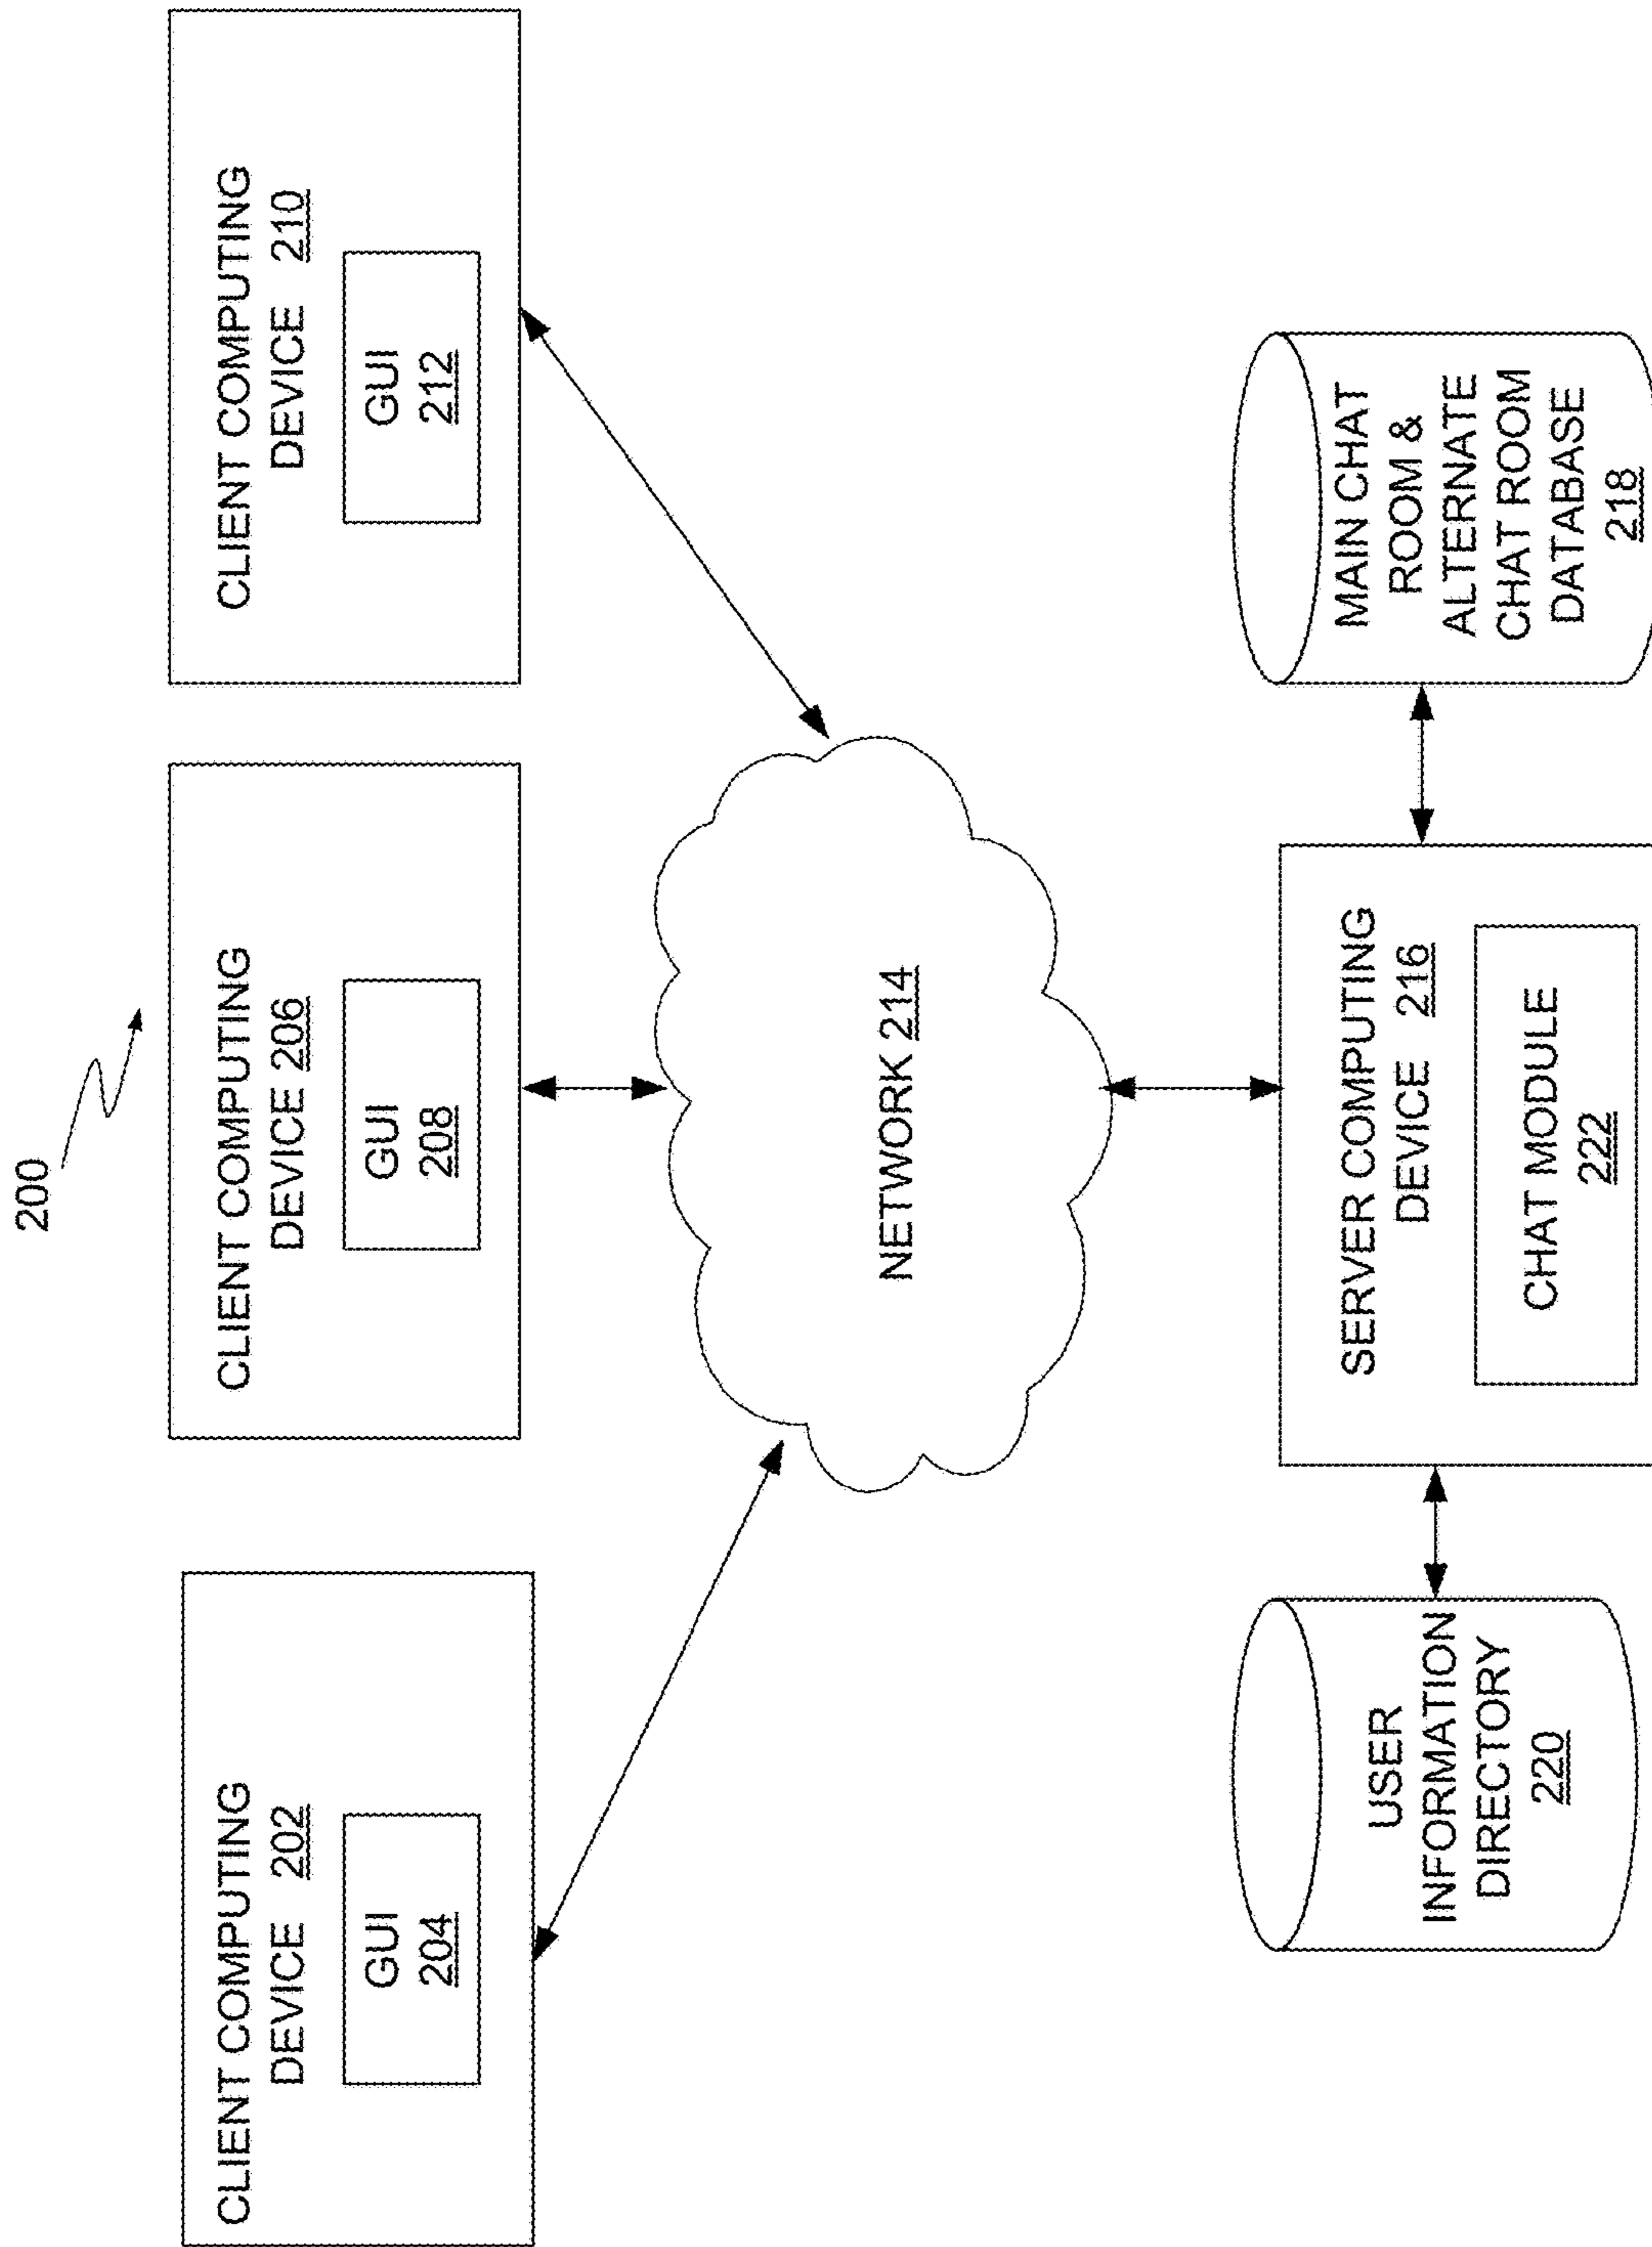 200
CLIENT COMPUTING
DEVICE 202
GUI
204
CLIENT COMPUTING
DEVICE 206
GUI
208
CLIENT COMPUTING
DEVICE 210
GUI
212
NETWORK 214
USER
INFORMATION
DIRECTORY
220
SERVER COMPUTING
DEVICE 216
CHAT MODULE
222
MAIN CHAT
ROOM &
ALTERNATE
CHAT ROOM
DATABASE
218